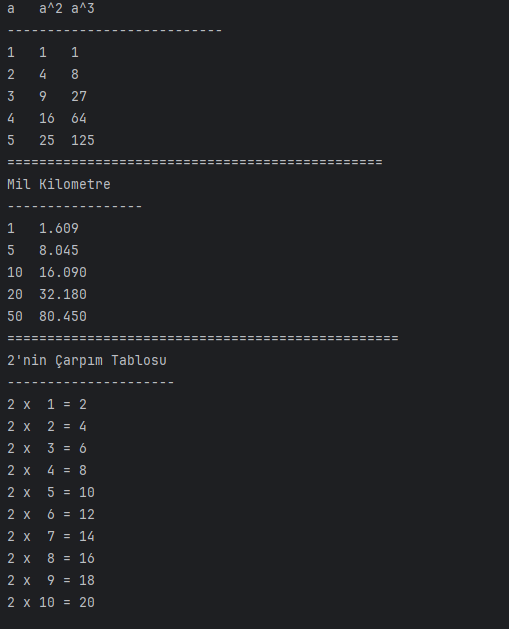 a   a^2 a^3
---------------------------
1   1   1
2   4   8
3   9   27
4   16  64
5   25  125
===============================================
Mil Kilometre
-----------------
1   1.609
5   8.045
10  16.090
20  32.180
50  80.450
=================================================
2'nin Çarpım Tablosu
---------------------
2 x  1 = 2
2 x  2 = 4
2 x  3 = 6
2 x  4 = 8
2 x  5 = 10
2 x  6 = 12
2 x  7 = 14
2 x  8 = 16
2 x  9 = 18
2 x 10 = 20